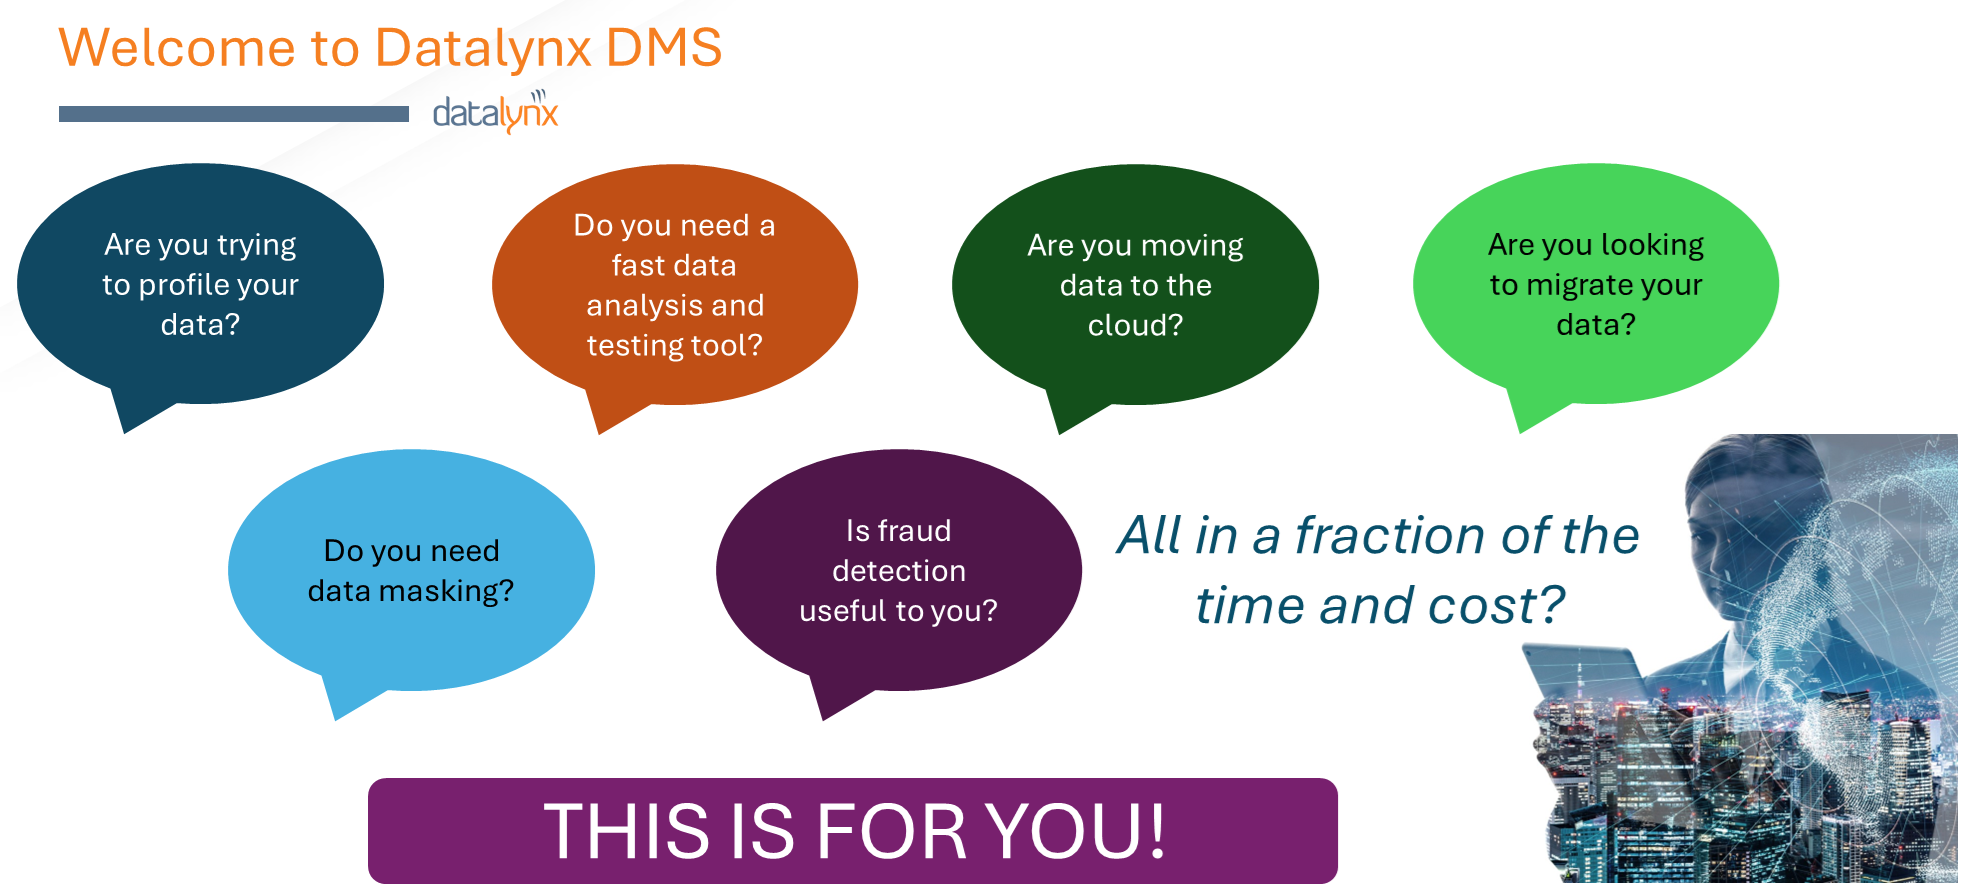 Welcome to Datalynx DMS
datalynx
Are you trying
to profile your
data?
Do you need a
fast data
analysis and
testing tool?
Are you moving
data to the
cloud?
Are you looking
to migrate your
data?
Do you need
data masking?
Is fraud
detection
useful to you?
All in a fraction of the
time and cost?
THIS IS FOR YOU!